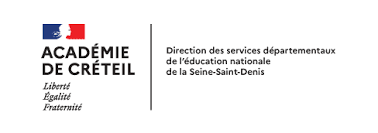 ACADÉMIE
DE CRÉTEIL
Liberté
Égalité
Fraternité
Direction des services départementaux
de l'éducation nationale
de la Seine-Saint-Denis